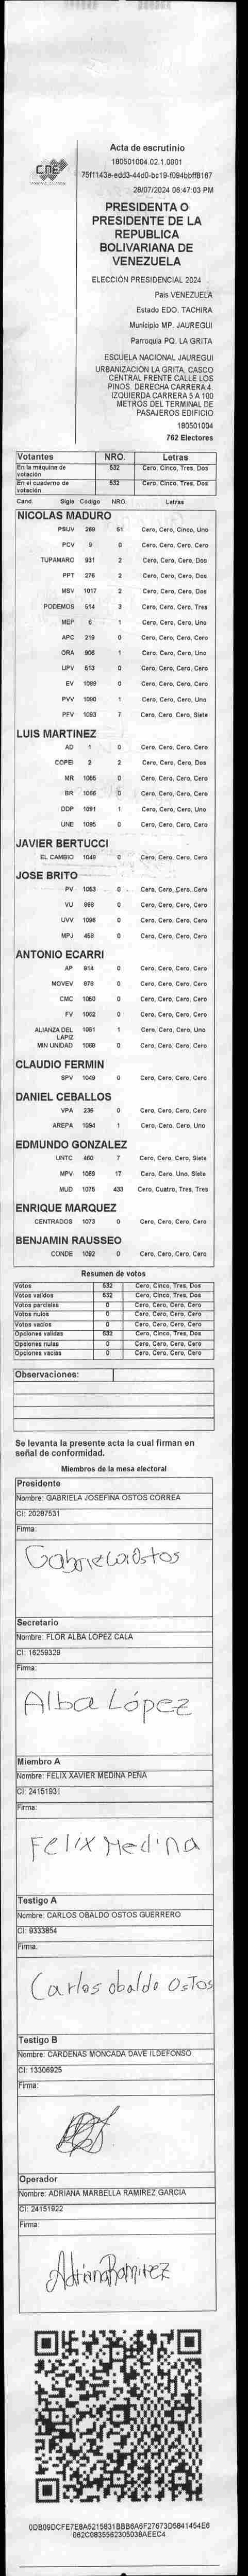 CNE
Acta de escrutinio
180501004.02.1.0001
75f1143e-edd3-44d0-bc19-f094bbff8167
28/07/2024 06:47:03 PM
PRESIDENTA O
PRESIDENTE DE LA
REPUBLICA
BOLIVARIANA DE
VENEZUELA
ELECCIÓN PRESIDENCIAL 2024
País VENEZUELA
Estado EDO. TACHIRA
Municipio MP. JAUREGUI
Parroquia PQ. LA GRITA
ESCUELA NACIONAL JAUREGUI
URBANIZACIÓN LA GRITA, CASCO
CENTRAL FRENTE CALLE LOS
PINOS. DERECHA CARRERA 4.
IZQUIERDA CARRERA 5 A 100
METROS DEL TERMINAL DE
PASAJEROS EDIFICIO
180501004
762 Electores
Votantes NRO. Letras
En la máquina de votación 532 Cero, Cinco, Tres, Dos
En el cuaderno de votación 532 Cero, Cinco, Tres, Dos
Cand. Sigla Codigo NRO. Letras
NICOLAS MADURO
PSUV 269 51 Cero, Cero, Cinco, Uno
PCV 9 0 Cero, Cero, Cero, Cero
TUPAMARO 931 2 Cero, Cero, Cero, Dos
PPT 276 2 Cero, Cero, Cero, Dos
MSV 1017 2 Cero, Cero, Cero, Dos
PODEMOS 514 3 Cero, Cero, Cero, Tres
MEP 6 1 Cero, Cero, Cero, Uno
APC 219 0 Cero, Cero, Cero, Cero
ORA 906 1 Cero, Cero, Cero, Uno
UPV 513 0 Cero, Cero, Cero, Cero
EV 1099 0 Cero, Cero, Cero, Cero
PVV 1090 1 Cero, Cero, Cero, Uno
PFV 1093 7 Cero, Cero, Cero, Siete
LUIS MARTINEZ
AD 1 0 Cero, Cero, Cero, Cero
COPEI 2 2 Cero, Cero, Cero, Dos
MR 1065 0 Cero, Cero, Cero, Cero
BR 1066 0 Cero, Cero, Cero, Cero
DDP 1091 1 Cero, Cero, Cero, Uno
UNE 1095 0 Cero, Cero, Cero, Cero
JAVIER BERTUCCI
EL CAMBIO 1048 0 Cero, Cero, Cero, Cero
JOSE BRITO
PV 1053 0 Cero, Cero, Cero, Cero
VU 968 0 Cero, Cero, Cero, Cero
UVV 1096 0 Cero, Cero, Cero, Cero
MPJ 458 0 Cero, Cero, Cero, Cero
ANTONIO ECARRI
AP 914 0 Cero, Cero, Cero, Cero
MOVEV 978 0 Cero, Cero, Cero, Cero
CMC 1050 0 Cero, Cero, Cero, Cero
FV 1062 0 Cero, Cero, Cero, Cero
ALIANZA DEL LAPIZ 1051 1 Cero, Cero, Cero, Uno
MIN UNIDAD 1069 0 Cero, Cero, Cero, Cero
CLAUDIO FERMIN
SPV 1049 0 Cero, Cero, Cero, Cero
DANIEL CEBALLOS
VPA 236 0 Cero, Cero, Cero, Cero
AREPA 1094 1 Cero, Cero, Cero, Uno
EDMUNDO GONZALEZ
UNTC 460 7 Cero, Cero, Cero, Siete
MPV 1089 17 Cero, Cero, Uno, Siete
MUD 1075 433 Cero, Cuatro, Tres, Tres
ENRIQUE MARQUEZ
CENTRADOS 1073 0 Cero, Cero, Cero, Cero
BENJAMIN RAUSSEO
CONDE 1092 0 Cero, Cero, Cero, Cero
Resumen de votos
Votos 532 Cero, Cinco, Tres, Dos
Votos validos 532 Cero, Cinco, Tres, Dos
Votos parciales 0 Cero, Cero, Cero, Cero
Votos nulos 0 Cero, Cero, Cero, Cero
Votos vacios 0 Cero, Cero, Cero, Cero
Opciones validas 532 Cero, Cinco, Tres, Dos
Opciones nulas 0 Cero, Cero, Cero, Cero
Opciones vacias 0 Cero, Cero, Cero, Cero
Observaciones:
Se levanta la presente acta la cual firman en
señal de conformidad.
Miembros de la mesa electoral
Presidente
Nombre: GABRIELA JOSEFINA OSTOS CORREA
CI: 20287531
Firma:
Gabriela Ostos
Secretario
Nombre: FLOR ALBA LOPEZ CALA
CI: 16259329
Firma:
Alba López
Miembro A
Nombre: FELIX XAVIER MEDINA PEÑA
CI: 24151931
Firma:
Felix Medina
Testigo A
Nombre: CARLOS OBALDO OSTOS GUERRERO
CI: 9333854
Firma:
Carlos obaldo Ostos
Testigo B
Nombre: CARDENAS MONCADA DAVE ILDEFONSO
CI: 13306925
Firma:
Operador
Nombre: ADRIANA MARBELLA RAMIREZ GARCIA
CI: 24151922
Firma:
Adriana Ramirez
0DB09DCFE7E8A5215831BBB6A6F27673D5841454E6
062C0835562305038AEEC4